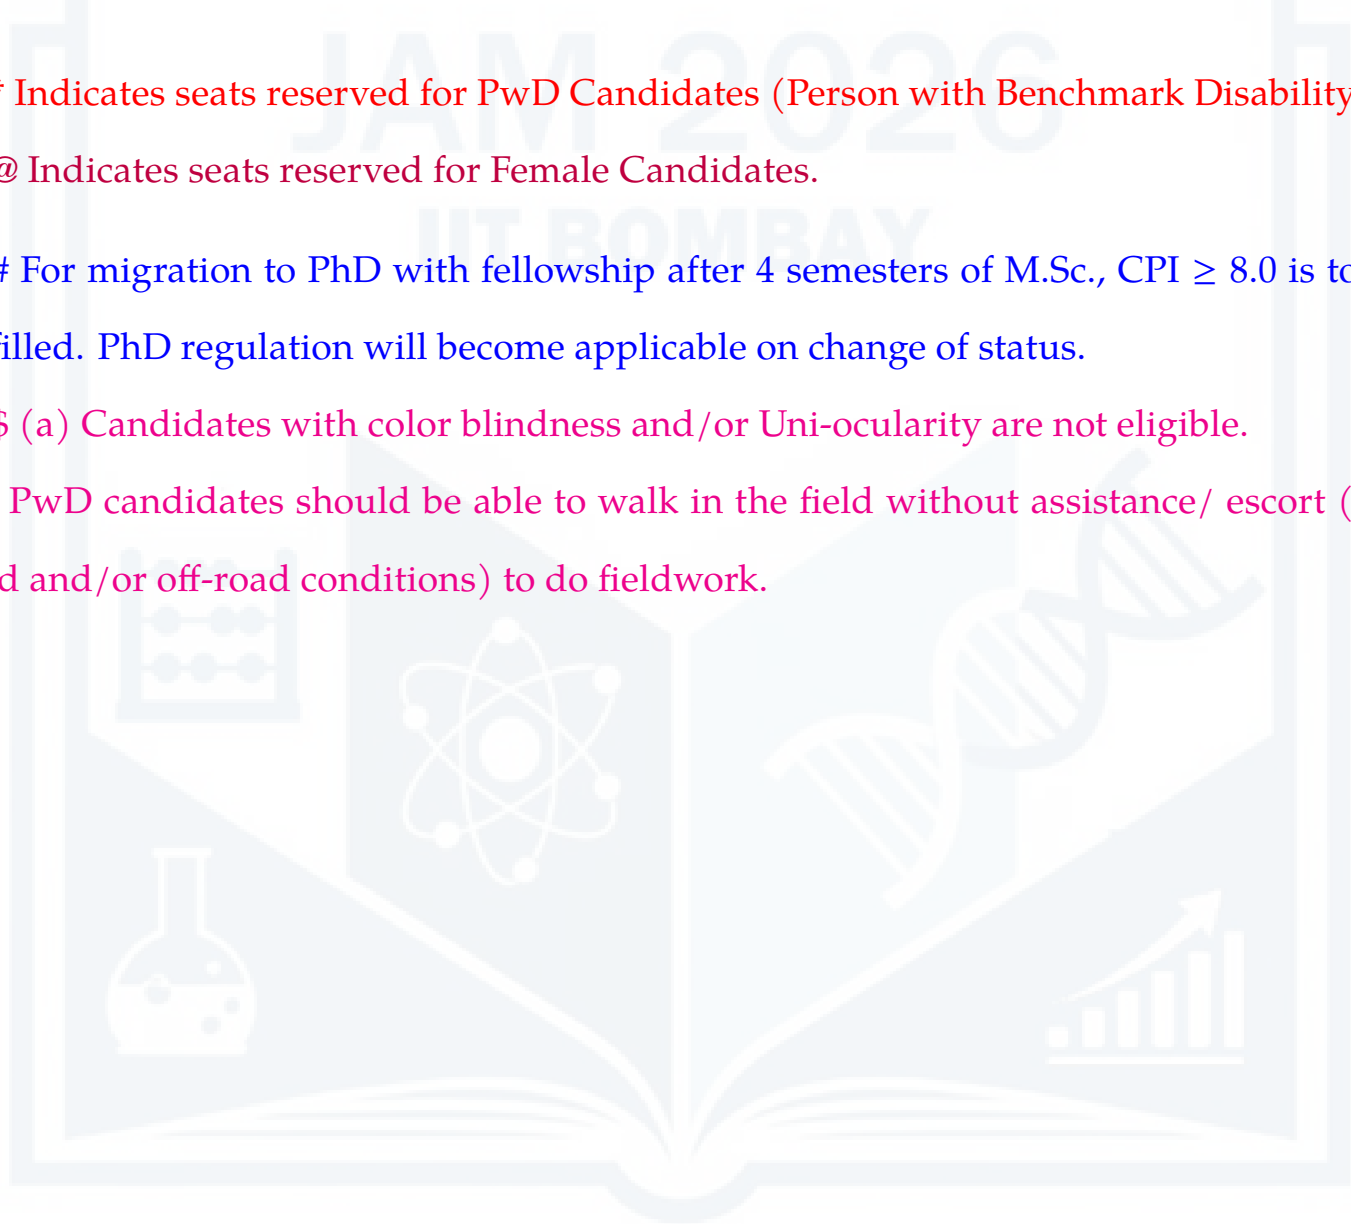 JAM 2026
* Indicates seats reserved for PwD Candidates (Person with Benchmark Disability
@ Indicates seats reserved for Female Candidates.
IIT BOMBAY
# For migration to PhD with fellowship after 4 semesters of M.Sc., CPI ≥ 8.0 is to
filled. PhD regulation will become applicable on change of status.
$ (a) Candidates with color blindness and/or Uni-ocularity are not eligible.
PwD candidates should be able to walk in the field without assistance/ escort (
d and/or off-road conditions) to do fieldwork.